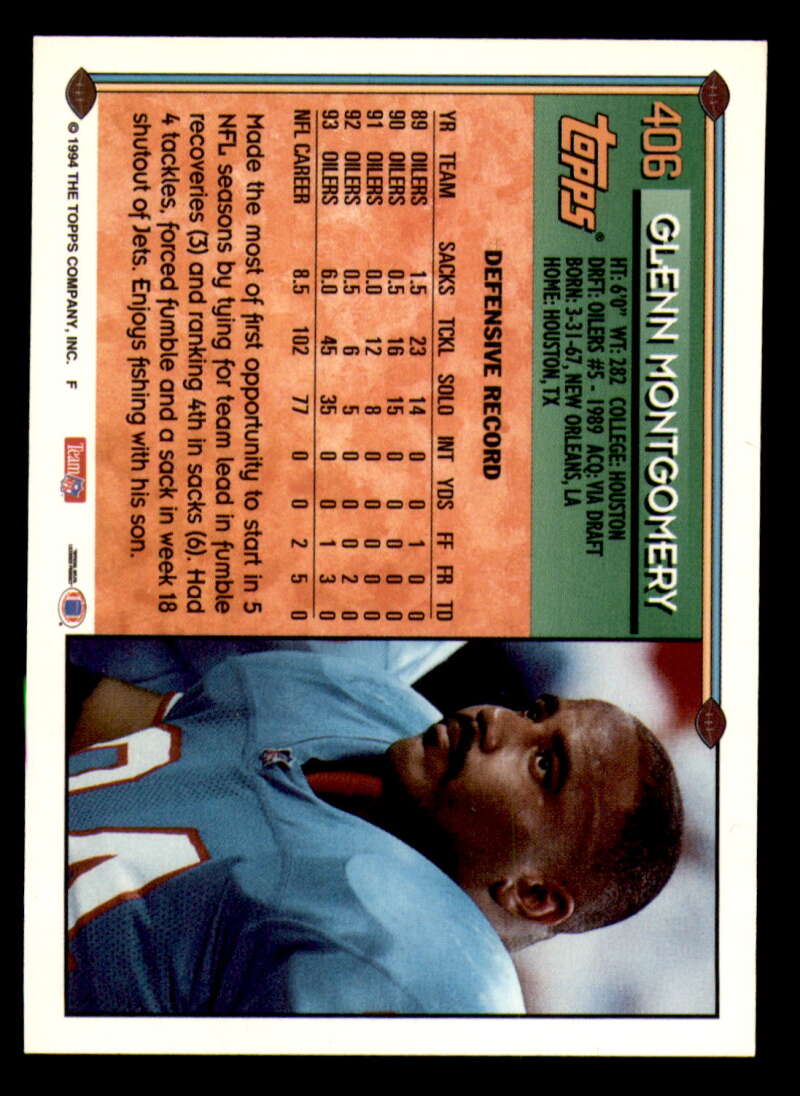 406 GLENN MONTGOMERY
TOPPS®
HT: 6'0" WT: 282 COLLEGE: HOUSTON
DRFT: OILERS #5 - 1989 ACQ: VIA DRAFT
BORN: 3-31-67, NEW ORLEANS, LA
HOME: HOUSTON, TX
DEFENSIVE RECORD
YR TEAM SACKS TCKL SOLO INT YDS FF FR TD
89 OILERS 1.5 23 14 0 0 1 0 0
90 OILERS 0.5 16 15 0 0 0 0 0
91 OILERS 0.0 12 8 0 0 0 0 0
92 OILERS 0.5 6 5 0 0 0 2 0
93 OILERS 6.0 45 35 0 0 1 3 0
NFL CAREER 8.5 102 77 0 0 2 5 0
Made the most of first opportunity to start in 5
NFL seasons by tying for team lead in fumble
recoveries (3) and ranking 4th in sacks (6). Had
4 tackles, forced fumble and a sack in week 18
shutout of Jets. Enjoys fishing with his son.
© 1994 THE TOPPS COMPANY, INC. F
Team NFL